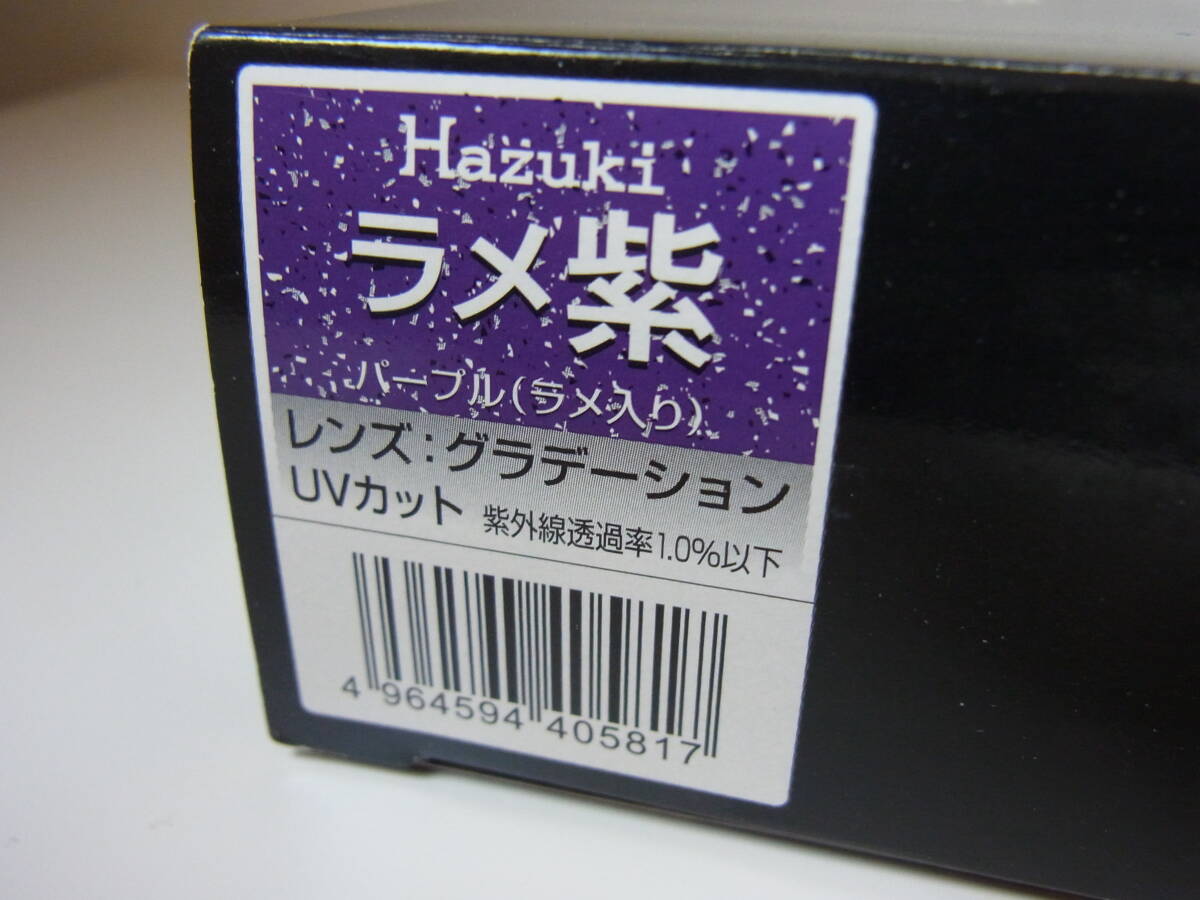 Hazuki
ラメ紫
パープル(ラメ入り)
レンズ:グラデーション
UVカット 紫外線透過率1.0%以下
4 964594 405817